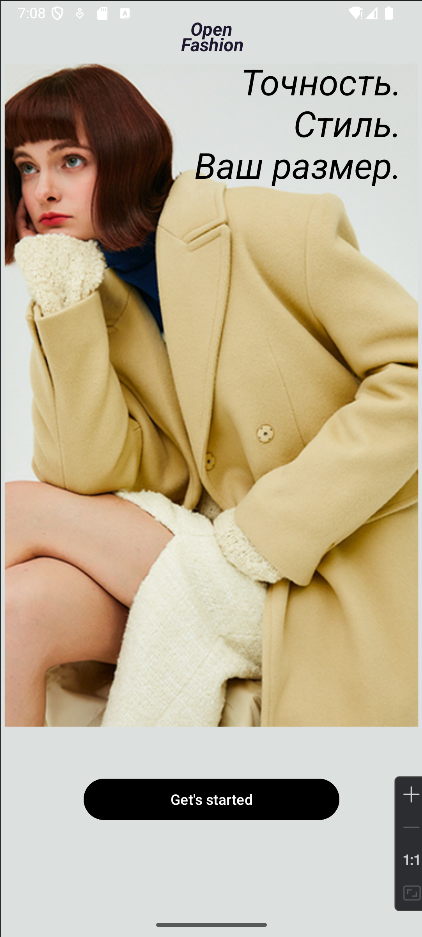 7:08
Open
Fashion
Точность.
Стиль.
Ваш размер.
Get's started
1:1